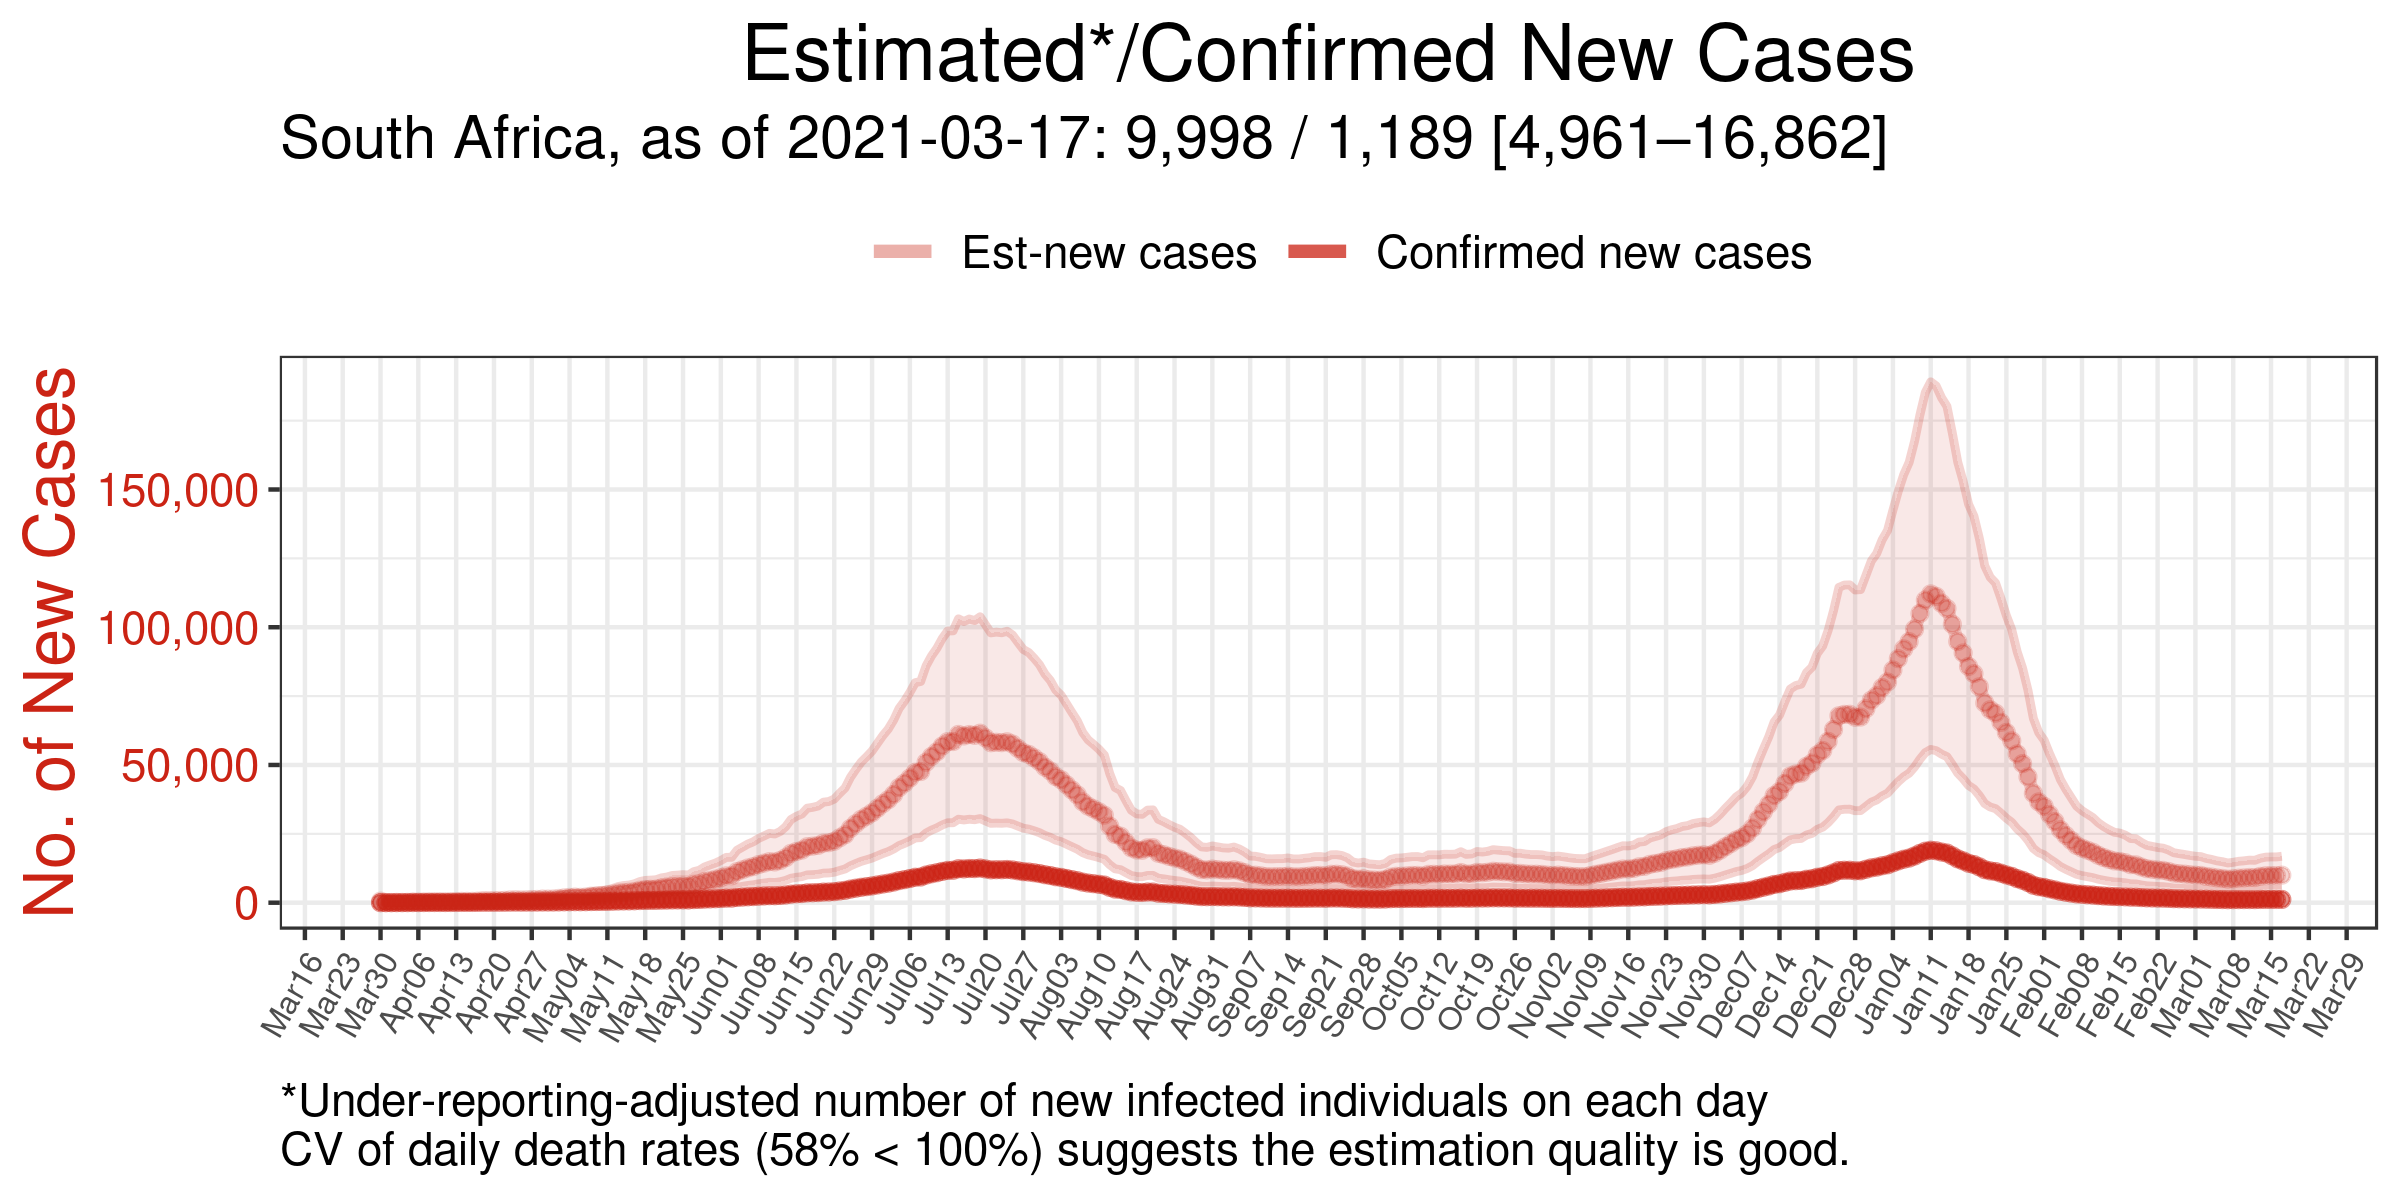 Estimated*/Confirmed New Cases
South Africa, as of 2021-03-17: 9,998 / 1,189 [4,961–16,862]
Est-new cases
Confirmed new cases
No. of New Cases
150,000
100,000
50,000
0
Mar16
Mar23
Mar30
Apr06
Apr13
Apr20
Apr27
May04
May11
May18
May25
Jun01
Jun08
Jun15
Jun22
Jun29
Jul06
Jul13
Jul20
Jul27
Aug03
Aug10
Aug17
Aug24
Aug31
Sep07
Sep14
Sep21
Sep28
Oct05
Oct12
Oct19
Oct26
Nov02
Nov09
Nov16
Nov23
Nov30
Dec07
Dec14
Dec21
Dec28
Jan04
Jan11
Jan18
Jan25
Feb01
Feb08
Feb15
Feb22
Mar01
Mar08
Mar15
Mar22
Mar29
*Under-reporting-adjusted number of new infected individuals on each day
CV of daily death rates (58% < 100%) suggests the estimation quality is good.